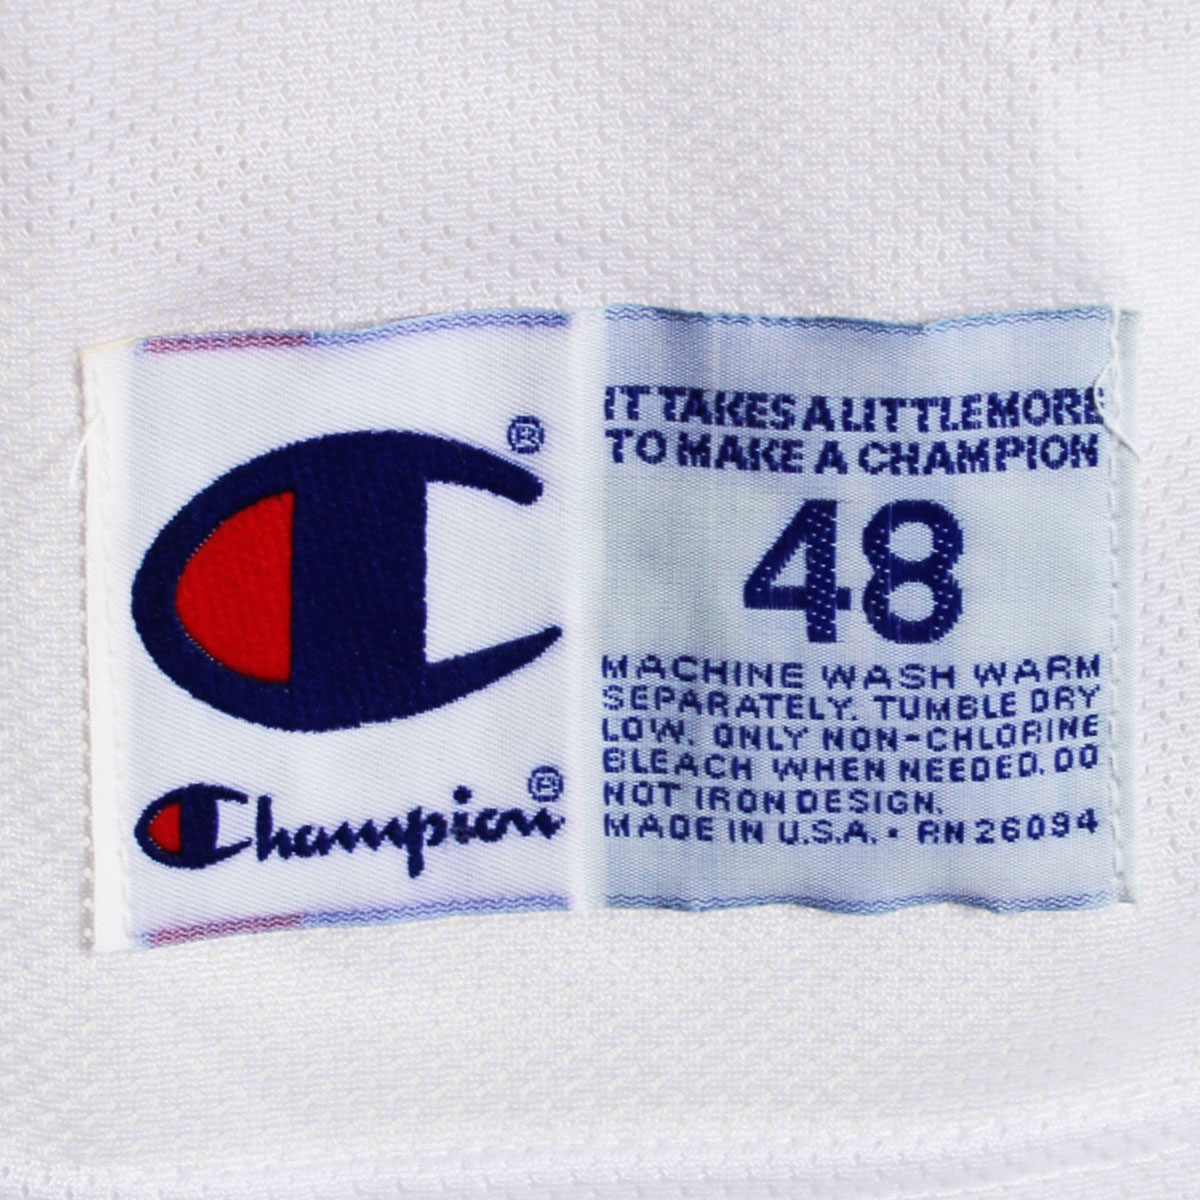 ®
Champion®
IT TAKES A LITTLE MORE
TO MAKE A CHAMPION
48
MACHINE WASH WARM
SEPARATELY. TUMBLE DRY
LOW. ONLY NON-CHLORINE
BLEACH WHEN NEEDED. DO
NOT IRON DESIGN.
MADE IN U.S.A. • RN 26094